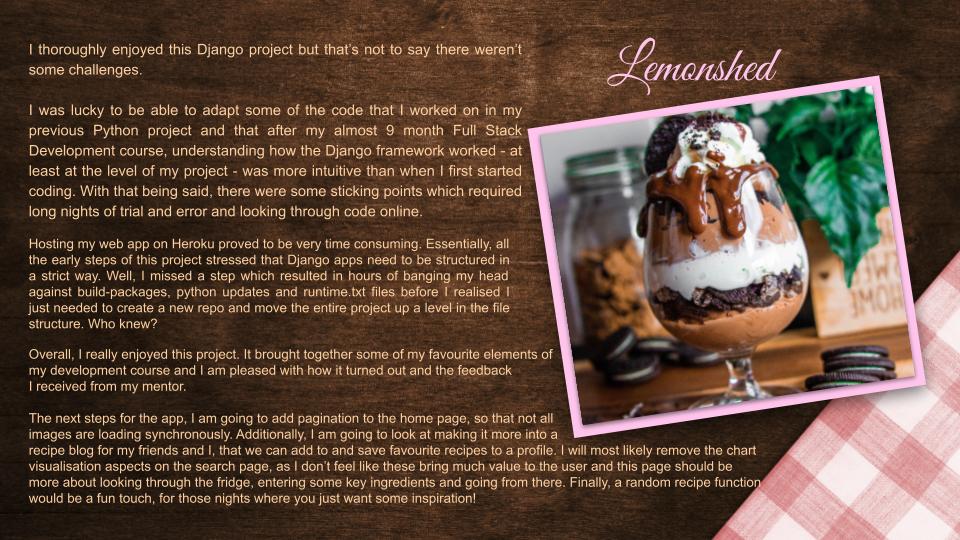 Lemonshed
I thoroughly enjoyed this Django project but that's not to say there weren't
some challenges.
I was lucky to be able to adapt some of the code that I worked on in my
previous Python project and that after my almost 9 month Full Stack
Development course, understanding how the Django framework worked - at
least at the level of my project - was more intuitive than when I first started
coding. With that being said, there were some sticking points which required
long nights of trial and error and looking through code online.
Hosting my web app on Heroku proved to be very time consuming. Essentially, all
the early steps of this project stressed that Django apps need to be structured in
a strict way. Well, I missed a step which resulted in hours of banging my head
against build-packages, python updates and runtime.txt files before I realised I
just needed to create a new repo and move the entire project up a level in the file
structure. Who knew?
Overall, I really enjoyed this project. It brought together some of my favourite elements of
my development course and I am pleased with how it turned out and the feedback
I received from my mentor.
The next steps for the app, I am going to add pagination to the home page, so that not all
images are loading synchronously. Additionally, I am going to look at making it more into a
recipe blog for my friends and I, that we can add to and save favourite recipes to a profile. I will most likely remove the chart
visualisation aspects on the search page, as I don't feel like these bring much value to the user and this page should be
more about looking through the fridge, entering some key ingredients and going from there. Finally, a random recipe function
would be a fun touch, for those nights where you just want some inspiration!
HOME